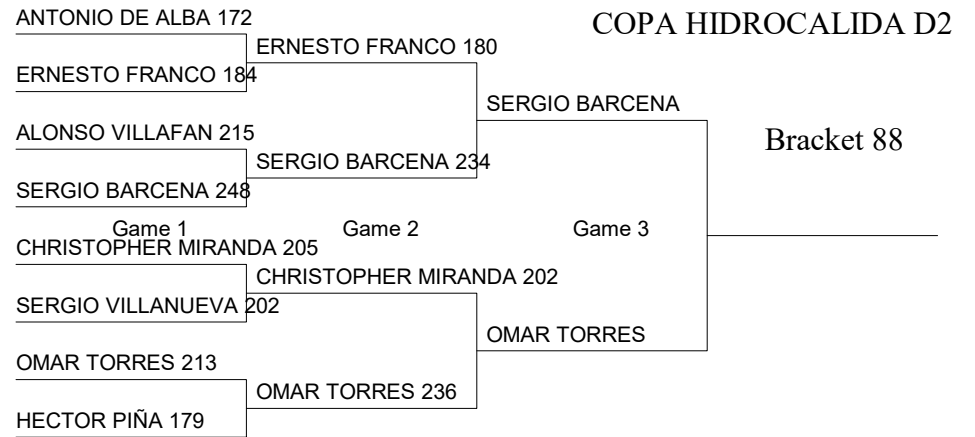 ANTONIO DE ALBA 172
COPA HIDROCALIDA D2
ERNESTO FRANCO 180
ERNESTO FRANCO 184
SERGIO BARCENA
ALONSO VILLAFAN 215
Bracket 88
SERGIO BARCENA 234
SERGIO BARCENA 248
Game 1
Game 2
Game 3
CHRISTOPHER MIRANDA 205
CHRISTOPHER MIRANDA 202
SERGIO VILLANUEVA 202
OMAR TORRES
OMAR TORRES 213
OMAR TORRES 236
HECTOR PIÑA 179